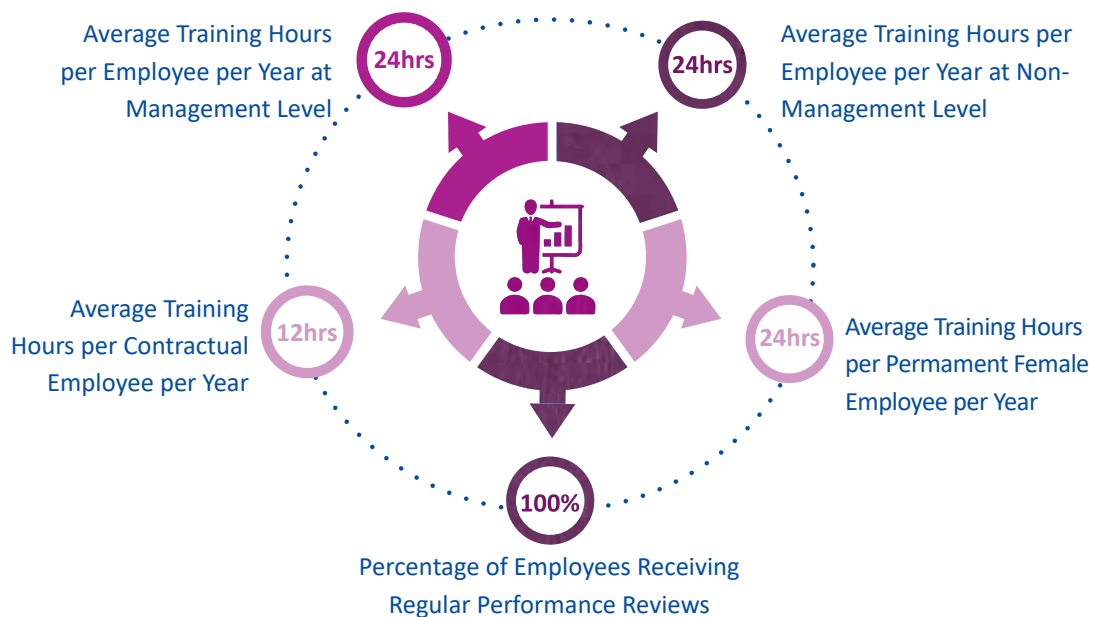 Average Training Hours
per Employee per Year at
Management Level
24hrs
24hrs
Average Training Hours per
Employee per Year at Non-
Management Level
Average Training
Hours per Contractual
Employee per Year
12hrs
24hrs
Average Training Hours
per Permament Female
Employee per Year
100%
Percentage of Employees Receiving
Regular Performance Reviews